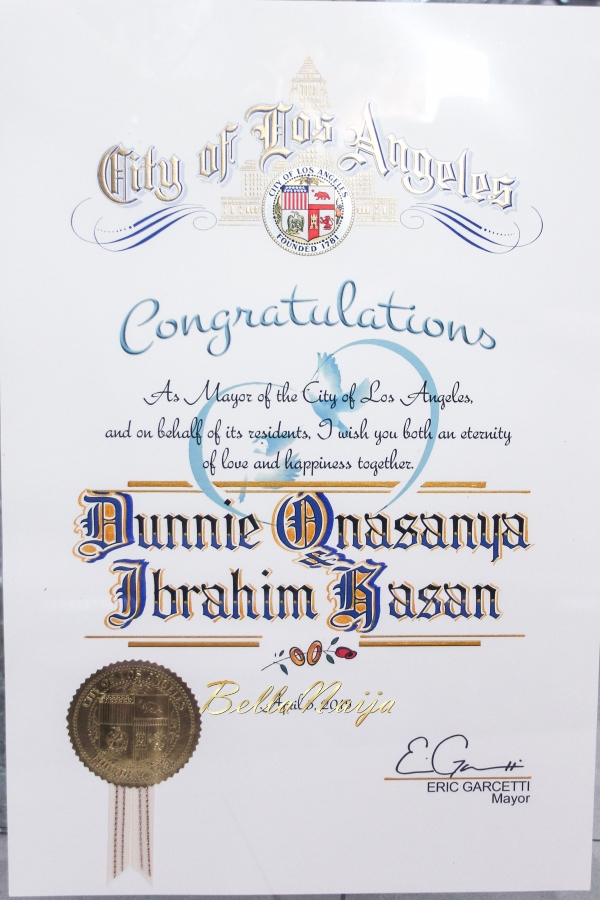 City of Los Angeles
CITY OF LOS ANGELES
FOUNDED 1781
Congratulations
As Mayor of the City of Los Angeles,
and on behalf of its residents, I wish you both an eternity
of love and happiness together.
Dunnie Onasanya
&
Ibrahim Hasan
BellaNaija
April
ERIC GARCETTI
Mayor